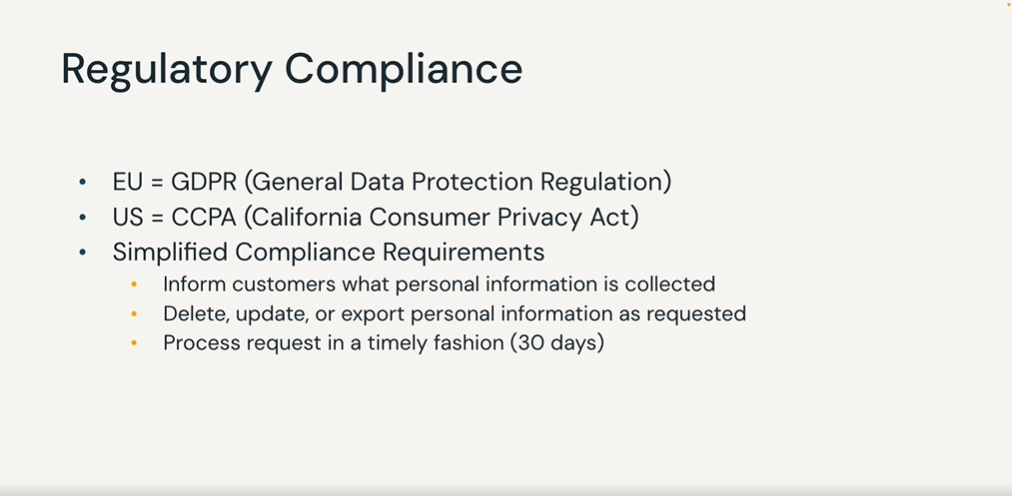 Regulatory Compliance
• EU = GDPR (General Data Protection Regulation)
• US = CCPA (California Consumer Privacy Act)
• Simplified Compliance Requirements
• Inform customers what personal information is collected
• Delete, update, or export personal information as requested
• Process request in a timely fashion (30 days)